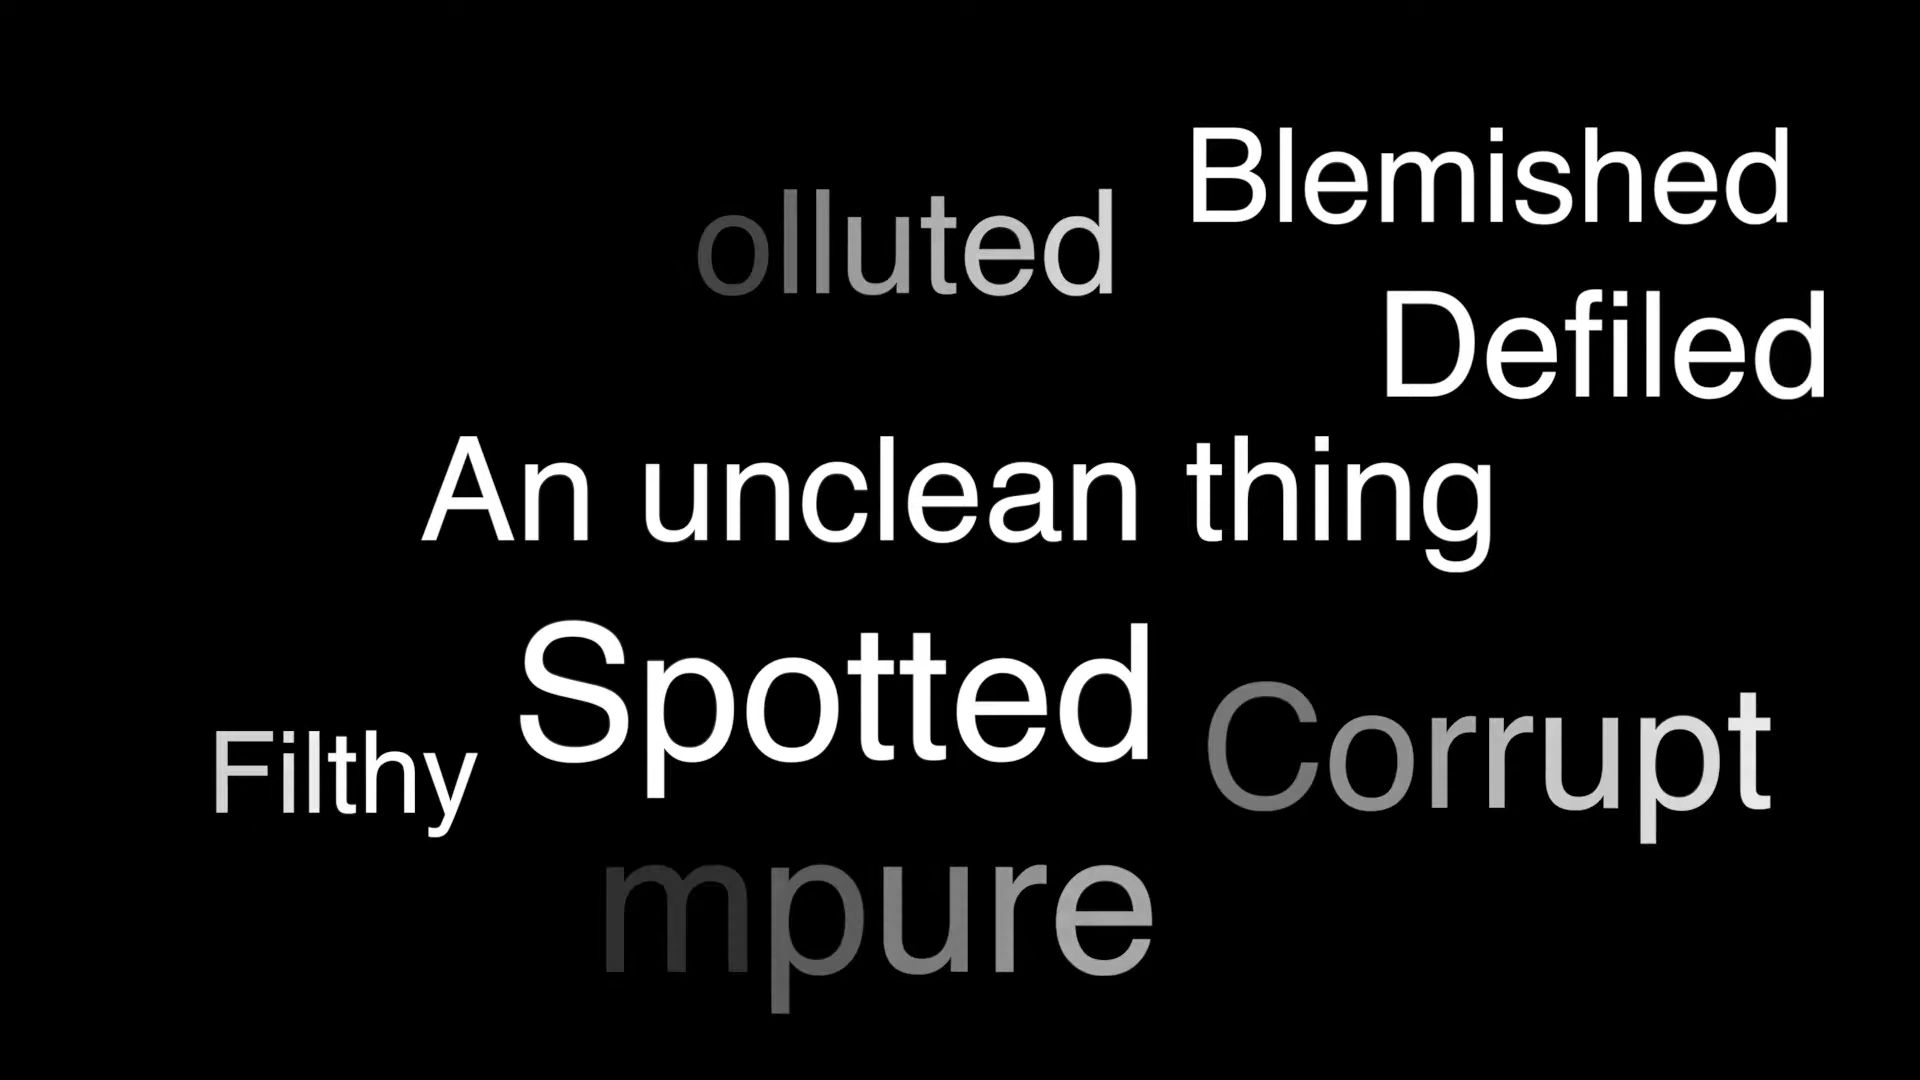 Blemished
olluted
Defiled
An unclean thing
Spotted
Corrupt
Filthy
mpure